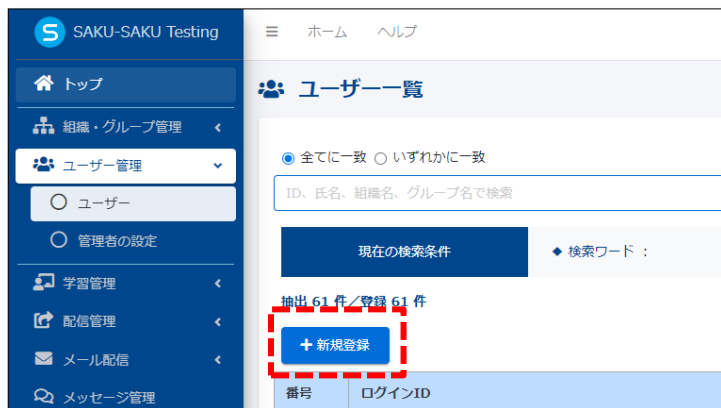 S SAKU-SAKU Testing
ホーム ヘルプ
トップ
ユーザー一覧
組織・グループ管理
ユーザー管理
全てに一致 いずれかに一致
ID、氏名、組織名、グループ名で検索
ユーザー
管理者の設定
現在の検索条件 ◆ 検索ワード :
学習管理
抽出 61 件/登録 61 件
配信管理
+ 新規登録
メール配信
番号 ログインID
メッセージ管理